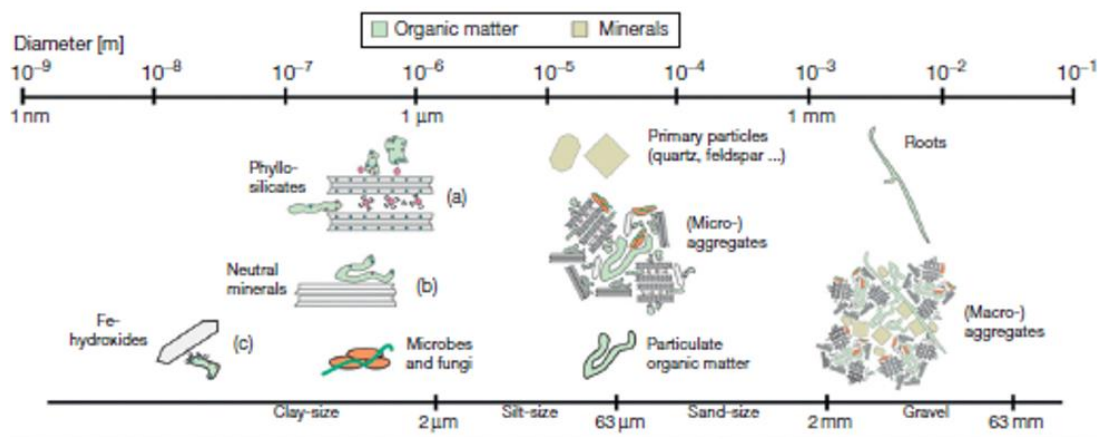 Organic matter Minerals
Diameter [m]
10⁻⁹ 10⁻⁸ 10⁻⁷ 10⁻⁶ 10⁻⁵ 10⁻⁴ 10⁻³ 10⁻² 10⁻¹
1 nm 1 μm 1 mm
Phyllo-
silicates
(a)
Primary particles
(quartz, feldspar ...)
Roots
(Micro-)
aggregates
Neutral
minerals
(b)
Fe-
hydroxides
(c)
Microbes
and fungi
Particulate
organic matter
(Macro-)
aggregates
Clay-size Silt-size Sand-size Gravel
2 μm 63 μm 2 mm 63 mm